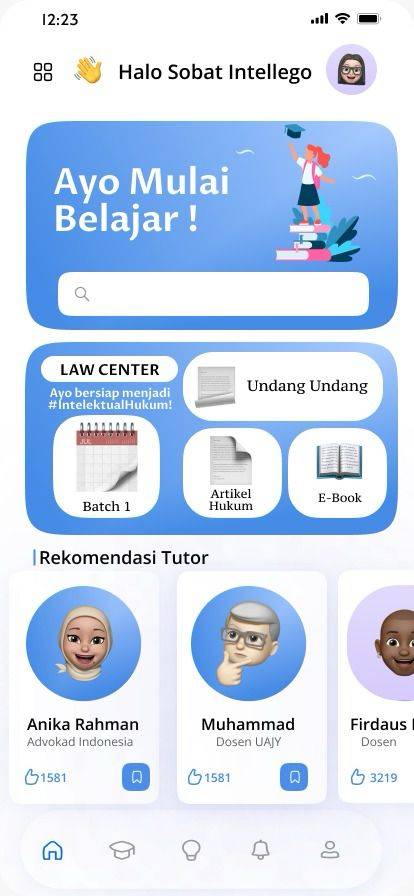 12:23
Halo Sobat Intellego
Ayo Mulai
Belajar !
LAW CENTER
Ayo bersiap menjadi
#IntelektualHukum!
JUL
Batch 1
Undang Undang
Artikel
Hukum
E-Book
Rekomendasi Tutor
Anika Rahman
Advokad Indonesia
1581
Muhammad
Dosen UAJY
1581
Firdaus
Dosen
3219